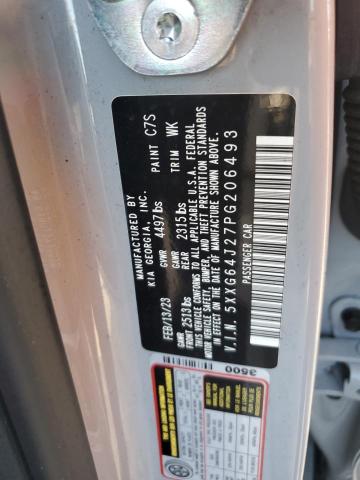 MANUFACTURED BY
KIA GEORGIA, INC.
PAINT C7S
FEB/13/23
GVWR 4497 lbs
TRIM WK
GAWR FRONT 2513 lbs
GAWR REAR 2315 lbs
THIS VEHICLE CONFORMS TO ALL APPLICABLE U.S.A. FEDERAL
MOTOR VEHICLE SAFETY, BUMPER, AND THEFT PREVENTION STANDARDS
IN EFFECT ON THE DATE OF MANUFACTURE SHOWN ABOVE.
V.I.N. 5XXG64J27PG206493
PASSENGER CAR
3500